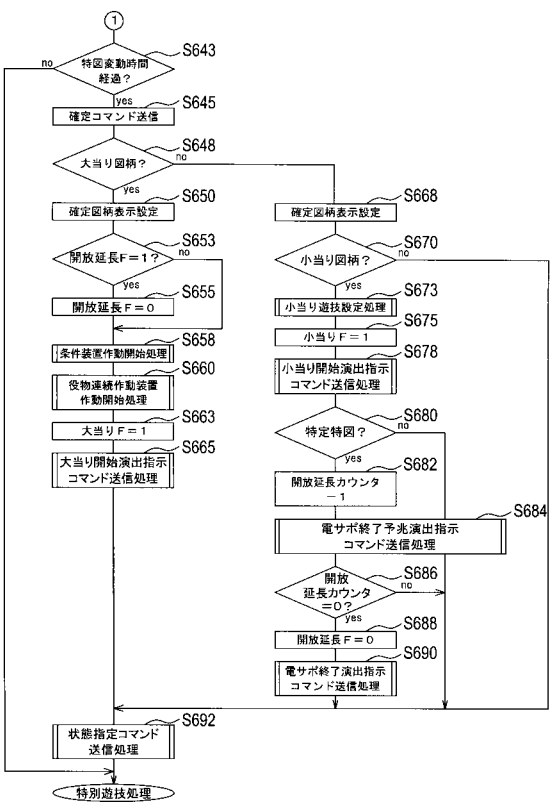 1
S643
特図変動時間
経過？
no
yes
S645
確定コマンド送信
S648
大当り図柄？
no
yes
S650
確定図柄表示設定
S653
開放延長F＝1？
no
yes
S655
開放延長F＝0
S658
条件装置作動開始処理
S660
役物連続作動装置
作動開始処理
S663
大当りF＝1
S665
大当り開始演出指示
コマンド送信処理
S668
確定図柄表示設定
S670
小当り図柄？
no
yes
S673
小当り遊技設定処理
S675
小当りF＝1
S678
小当り開始演出指示
コマンド送信処理
S680
特定特図？
no
yes
S682
開放延長カウンタ
－1
S684
電サポ終了予兆演出指示
コマンド送信処理
S686
開放
延長カウンタ
＝0？
no
yes
S688
開放延長F＝0
S690
電サポ終了演出指示
コマンド送信処理
S692
状態指定コマンド
送信処理
特別遊技処理